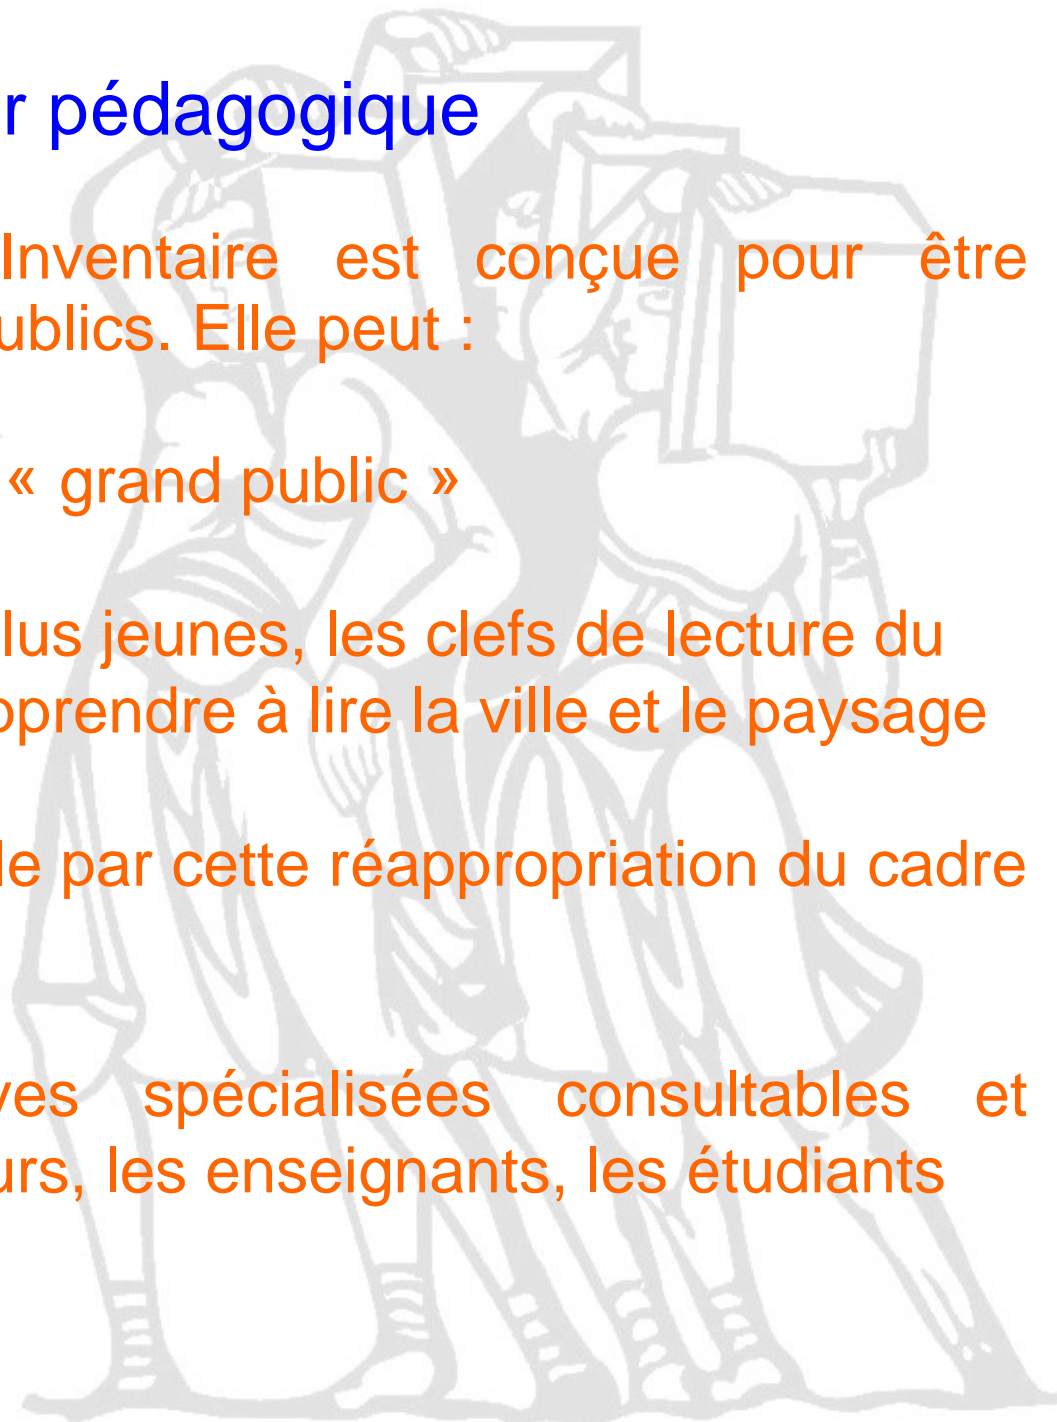 r pédagogique
Inventaire est conçue pour être
ublics. Elle peut :
« grand public »
lus jeunes, les clefs de lecture du
pprendre à lire la ville et le paysage
le par cette réappropriation du cadre
ves spécialisées consultables et
urs, les enseignants, les étudiants